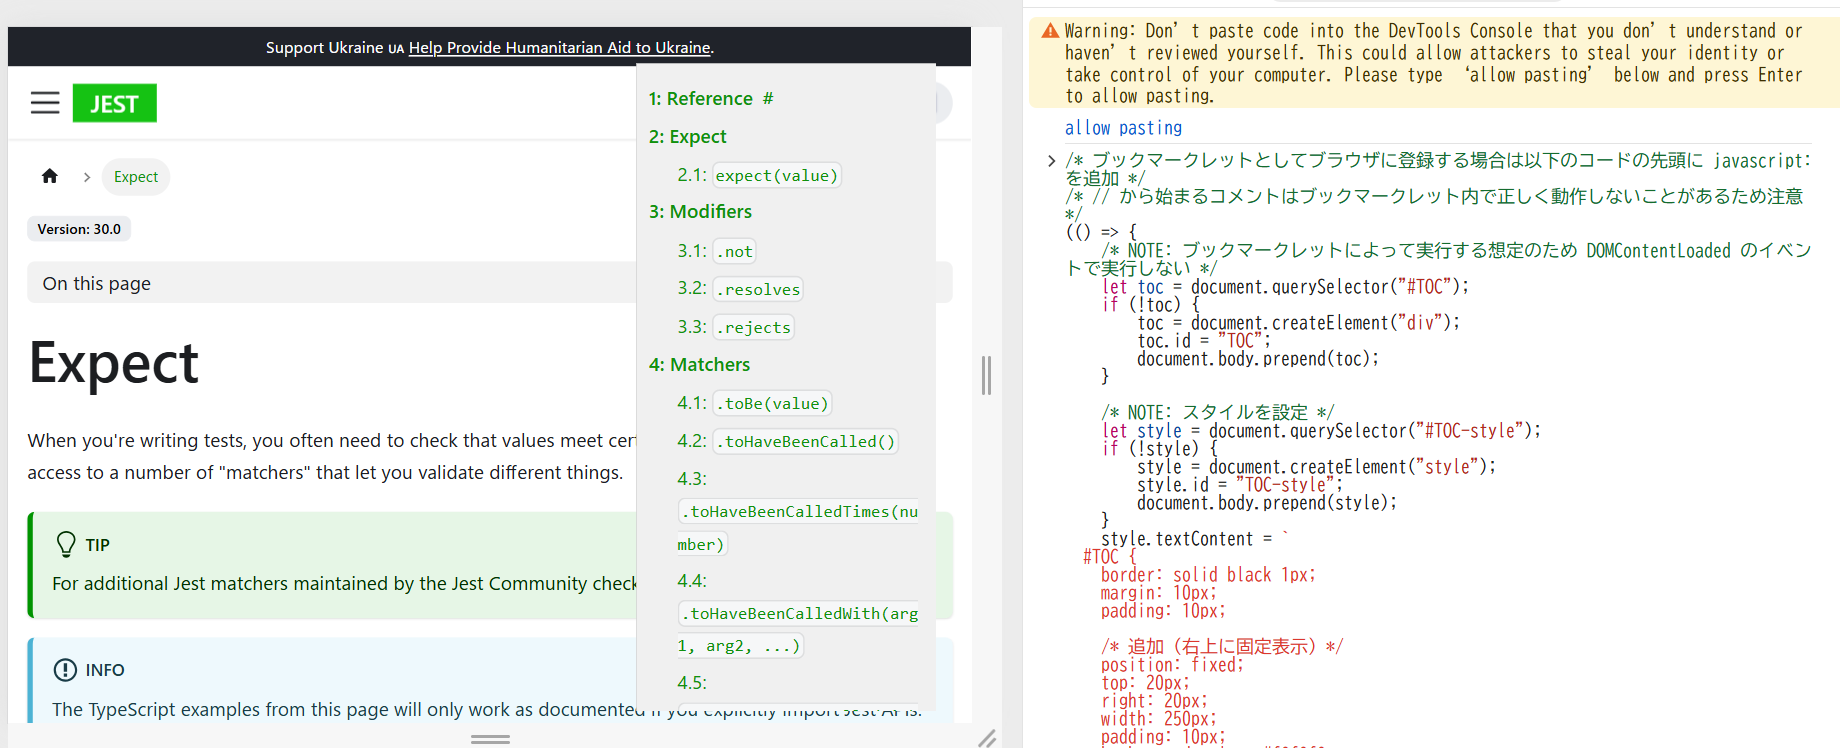 Support Ukraine UA Help Provide Humanitarian Aid to Ukraine.
JEST
Expect
Version: 30.0
On this page
Expect
When you're writing tests, you often need to check that values meet cer
access to a number of "matchers" that let you validate different things.
TIP
For additional Jest matchers maintained by the Jest Community check
INFO
The TypeScript examples from this page will only work as documented if you explicitly import Jest APIs.
1: Reference #
2: Expect
2.1: expect(value)
3: Modifiers
3.1: .not
3.2: .resolves
3.3: .rejects
4: Matchers
4.1: .toBe(value)
4.2: .toHaveBeenCalled()
4.3:
.toHaveBeenCalledTimes(nu
mber)
4.4:
.toHaveBeenCalledWith(arg
1, arg2, ...)
4.5:
Warning: Don’t paste code into the DevTools Console that you don’t understand or
haven’t reviewed yourself. This could allow attackers to steal your identity or
take control of your computer. Please type ‘allow pasting’ below and press Enter
to allow pasting.
allow pasting
/* ブックマークレットとしてブラウザに登録する場合は以下のコードの先頭に javascript:
を追加 */
/* // から始まるコメントはブックマークレット内で正しく動作しないことがあるため注意
*/
(() => {
/* NOTE: ブックマークレットによって実行する想定のため DOMContentLoaded のイベン
トで実行しない */
let toc = document.querySelector("#TOC");
if (!toc) {
toc = document.createElement("div");
toc.id = "TOC";
document.body.prepend(toc);
}
/* NOTE: スタイルを設定 */
let style = document.querySelector("#TOC-style");
if (!style) {
style = document.createElement("style");
style.id = "TOC-style";
document.body.prepend(style);
}
style.textContent = `
#TOC {
border: solid black 1px;
margin: 10px;
padding: 10px;
/* 追加（右上に固定表示）*/
position: fixed;
top: 20px;
right: 20px;
width: 250px;
padding: 10px;